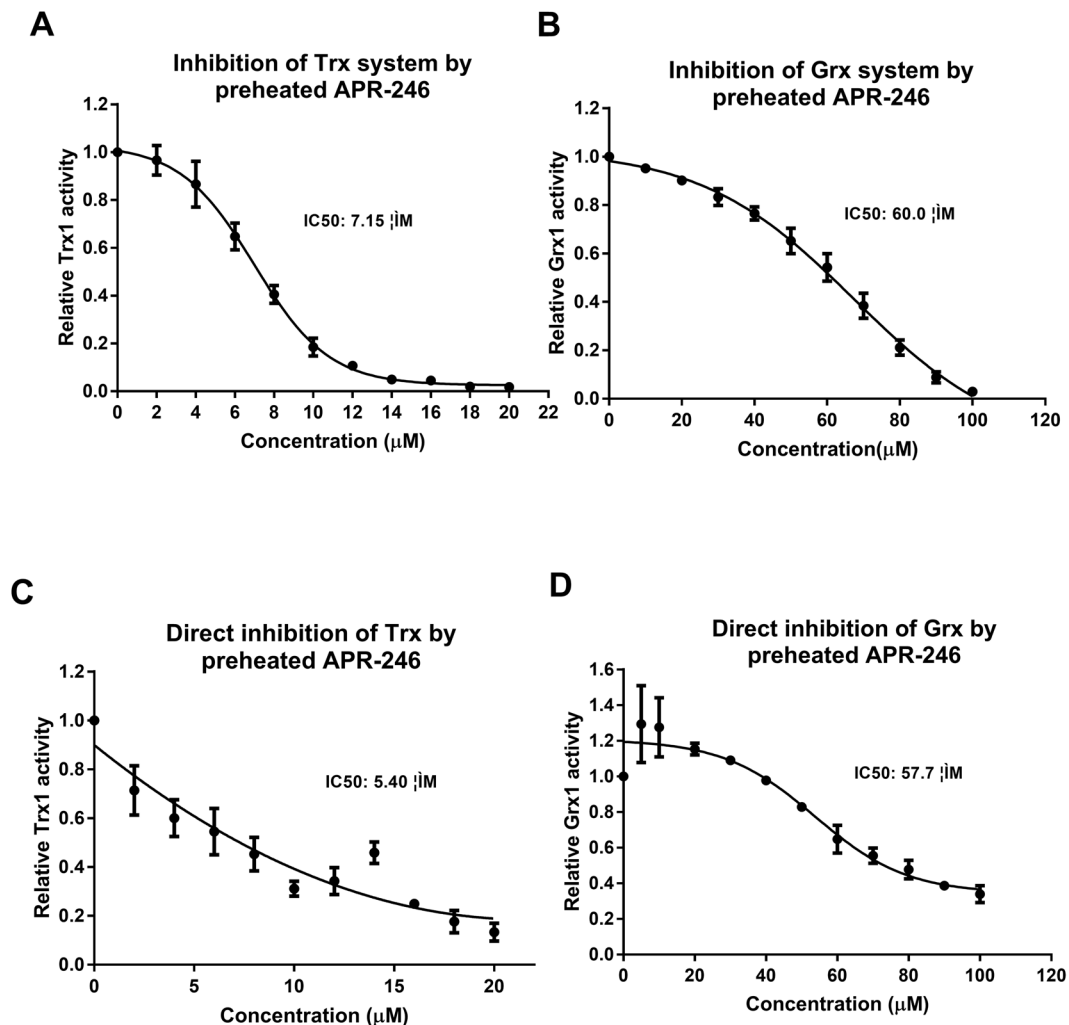 A
Inhibition of Trx system by
preheated APR-246
Relative Trx1 activity
1.2
1.0
0.8
0.6
0.4
0.2
0.0
IC50: 7.15 ¦ÌM
0 2 4 6 8 10 12 14 16 18 20 22
Concentration (μM)
B
Inhibition of Grx system by
preheated APR-246
Relative Grx1 activity
1.2
1.0
0.8
0.6
0.4
0.2
0.0
IC50: 60.0 ¦ÌM
0 20 40 60 80 100 120
Concentration(μM)
C
Direct inhibition of Trx by
preheated APR-246
Relative Trx1 activity
1.2
1.0
0.8
0.6
0.4
0.2
0.0
IC50: 5.40 ¦ÌM
0 5 10 15 20
Concentration (μM)
D
Direct inhibition of Grx by
preheated APR-246
Relative Grx1 activity
1.6
1.4
1.2
1.0
0.8
0.6
0.4
0.2
0.0
IC50: 57.7 ¦ÌM
0 20 40 60 80 100 120
Concentration (μM)